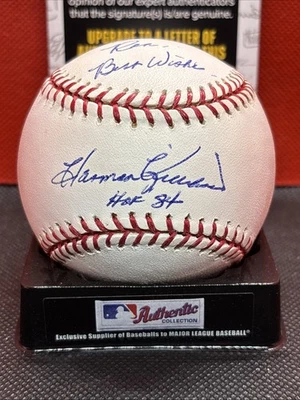 opinion of our expert authenticators
that the signature(s) is/are genuine.
UPGRADE TO A LETTER OF
THIS
Best Wishes
Harmon Killebrew
HOF 84
Authentic
COLLECTION
Exclusive Supplier of Baseballs to MAJOR LEAGUE BASEBALL®